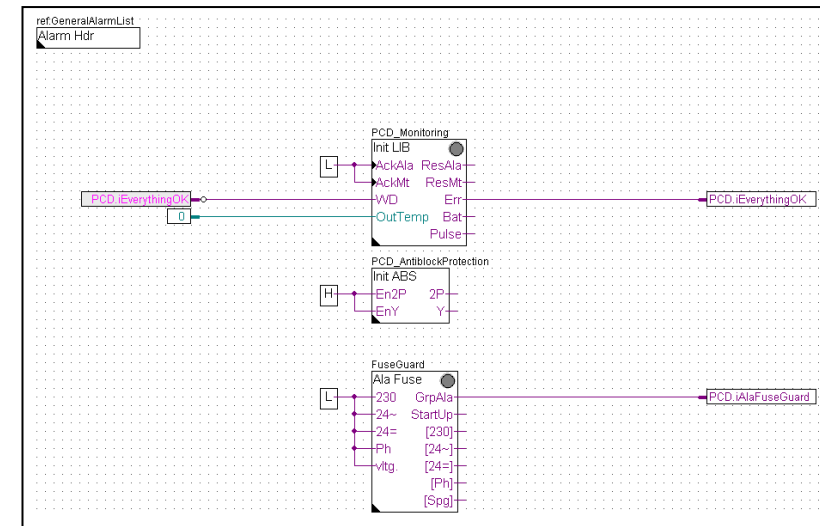 ref:GeneralAlarmList
Alarm Hdr
PCD_Monitoring
Init LIB
L
AckAla ResAla
AckMt ResMt
PCD.iEverythingOK
WD Err
PCD.iEverythingOK
0
OutTemp Bat
Pulse
PCD_AntiblockProtection
Init ABS
H
En2P 2P
EnY Y
FuseGuard
Ala Fuse
L
230 GrpAla
PCD.iAlaFuseGuard
24~ StartUp
24= [230]
Ph [24~]
vltg. [24=]
[Ph]
[Spg]